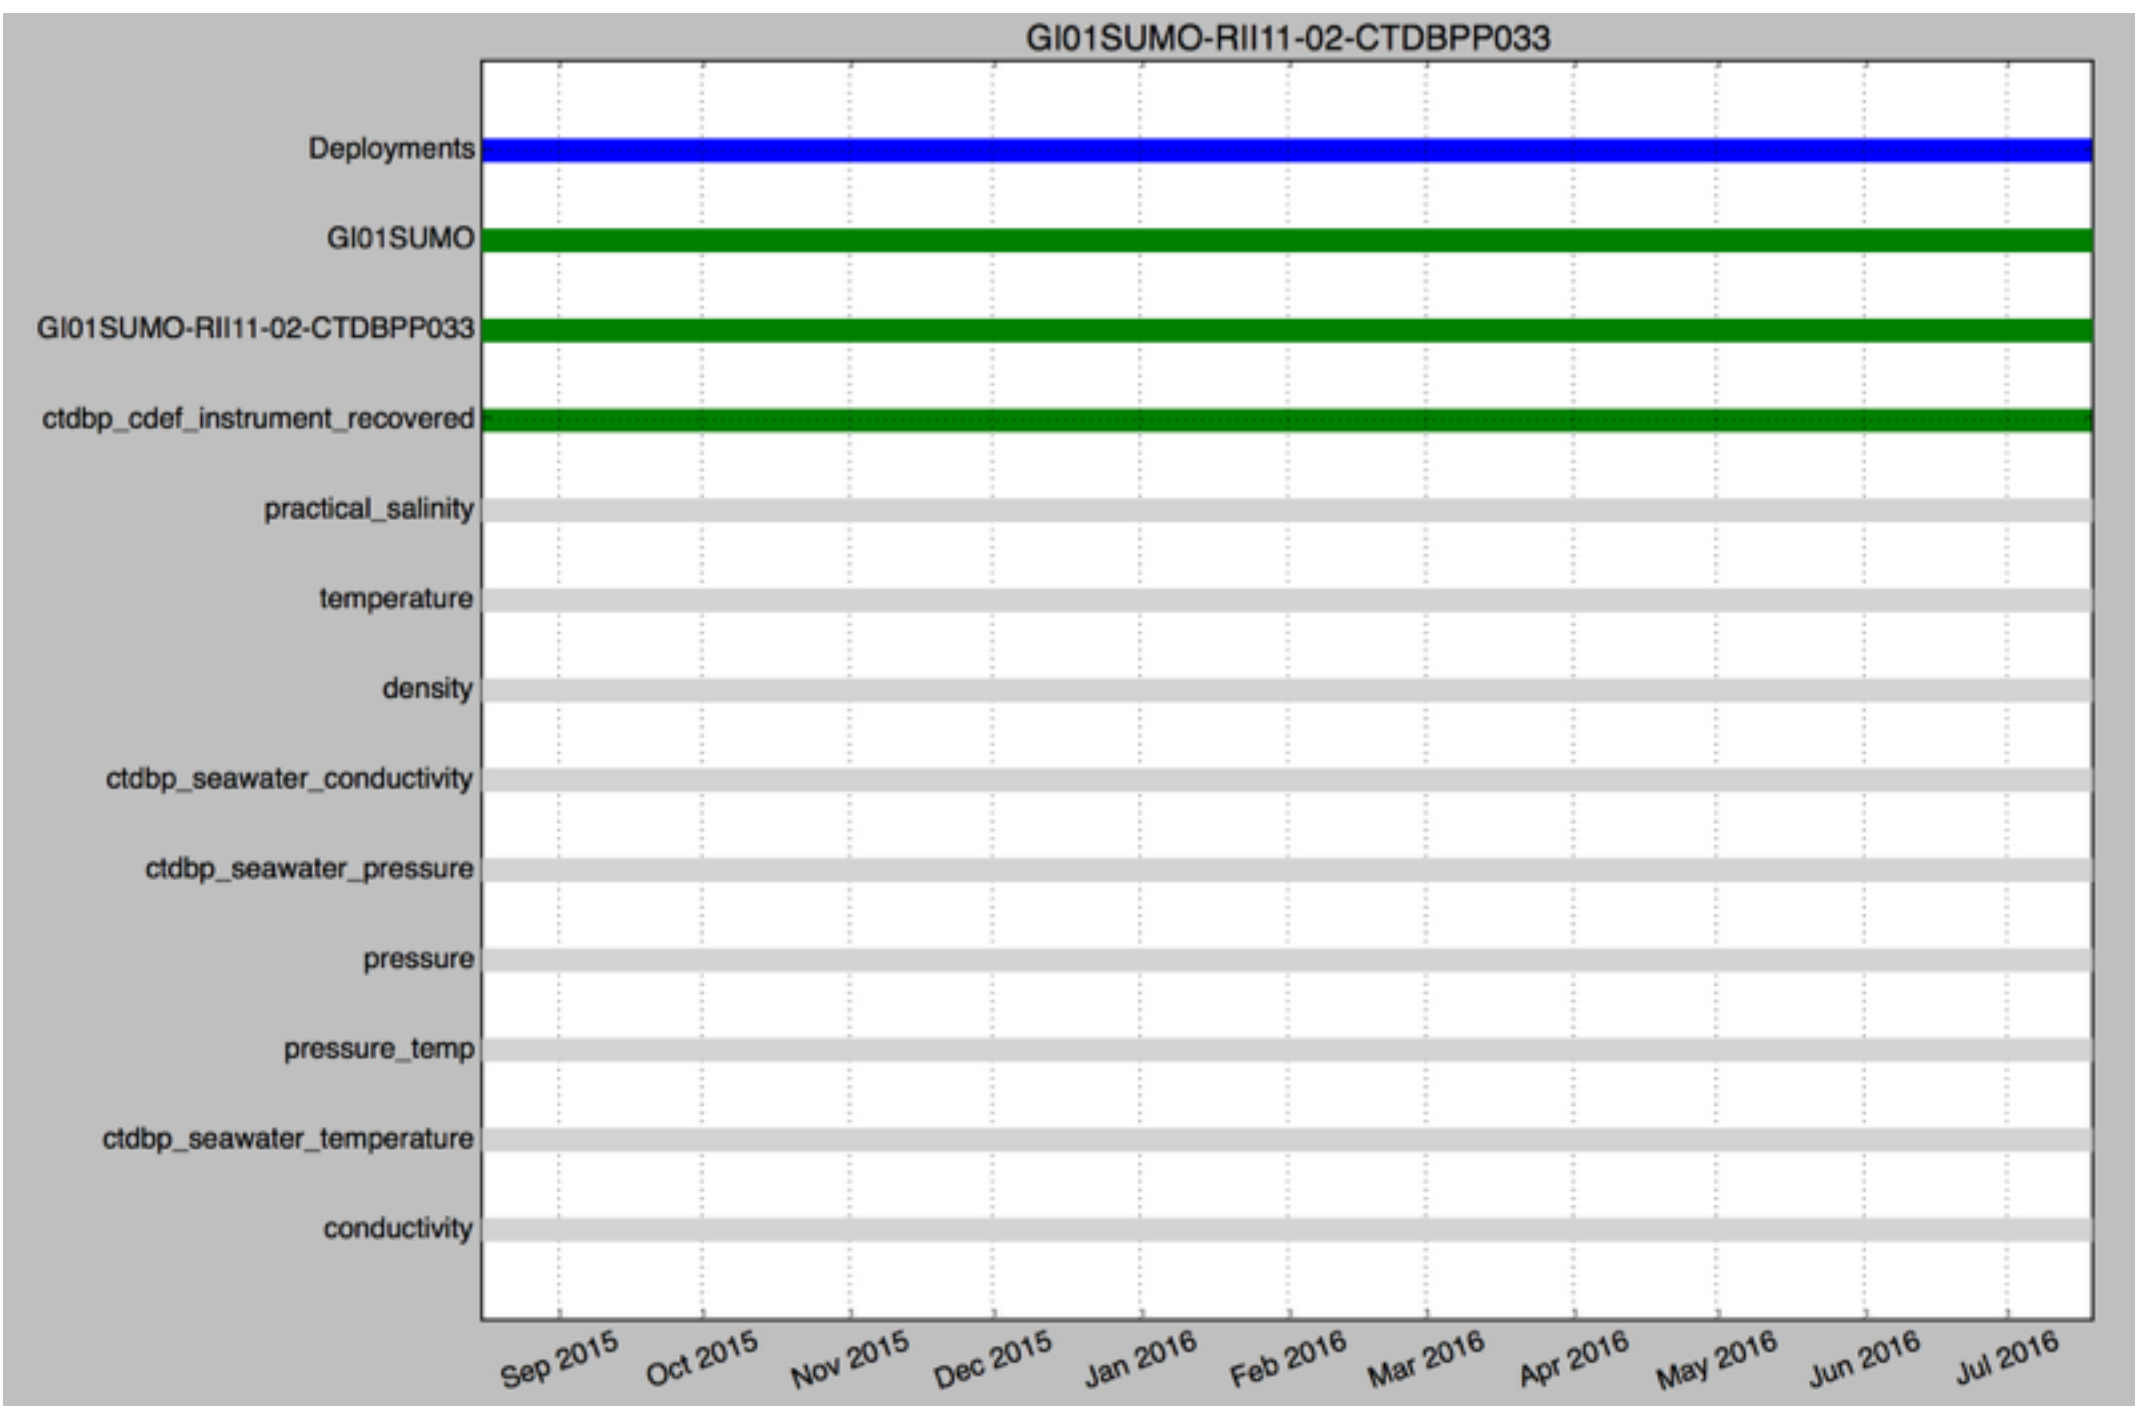 GI01SUMO-RII11-02-CTDBPP033
Deployments
GI01SUMO
GI01SUMO-RII11-02-CTDBPP033
ctdbp_cdef_instrument_recovered
practical_salinity
temperature
density
ctdbp_seawater_conductivity
ctdbp_seawater_pressure
pressure
pressure_temp
ctdbp_seawater_temperature
conductivity
Sep 2015 Oct 2015 Nov 2015 Dec 2015 Jan 2016 Feb 2016 Mar 2016 Apr 2016 May 2016 Jun 2016 Jul 2016